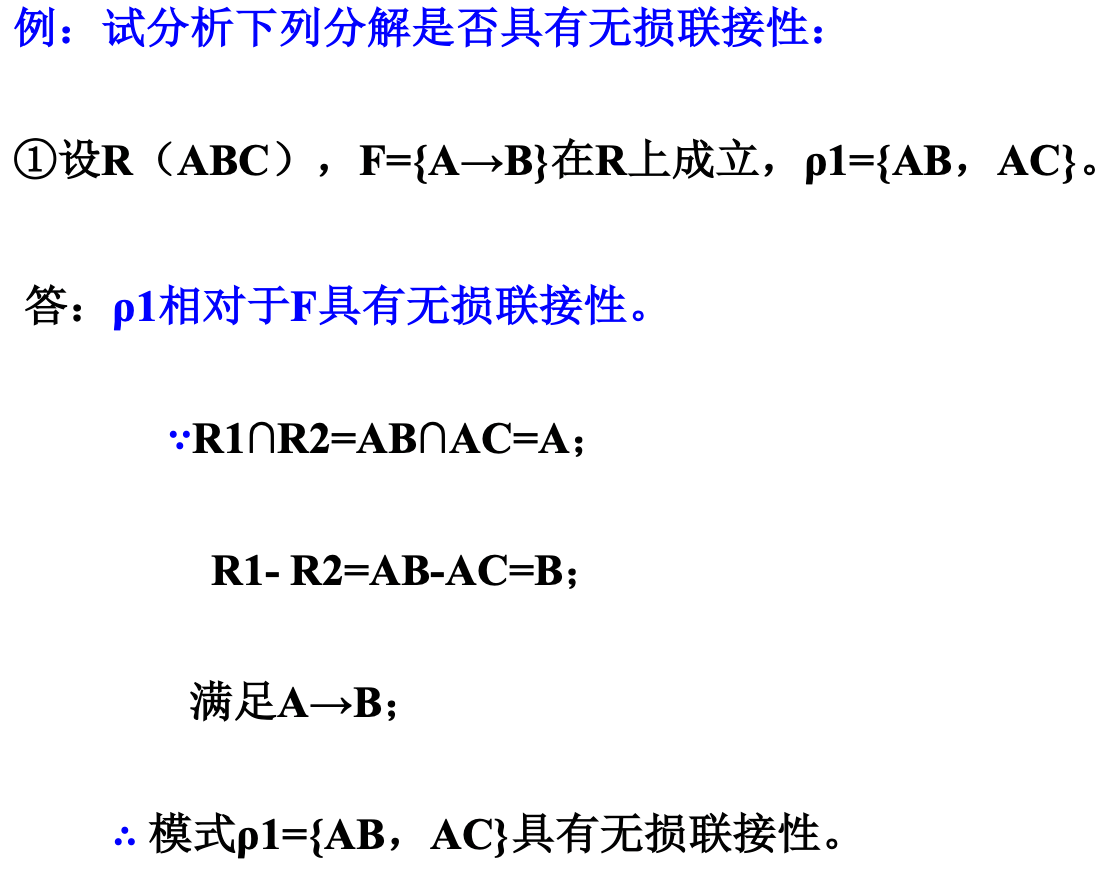 例：试分析下列分解是否具有无损联接性：
①设R（ABC），F={A→B}在R上成立，ρ1={AB，AC}。
答：ρ1相对于F具有无损联接性。
∵R1∩R2=AB∩AC=A；
R1- R2=AB-AC=B；
满足A→B；
∴ 模式ρ1={AB，AC}具有无损联接性。